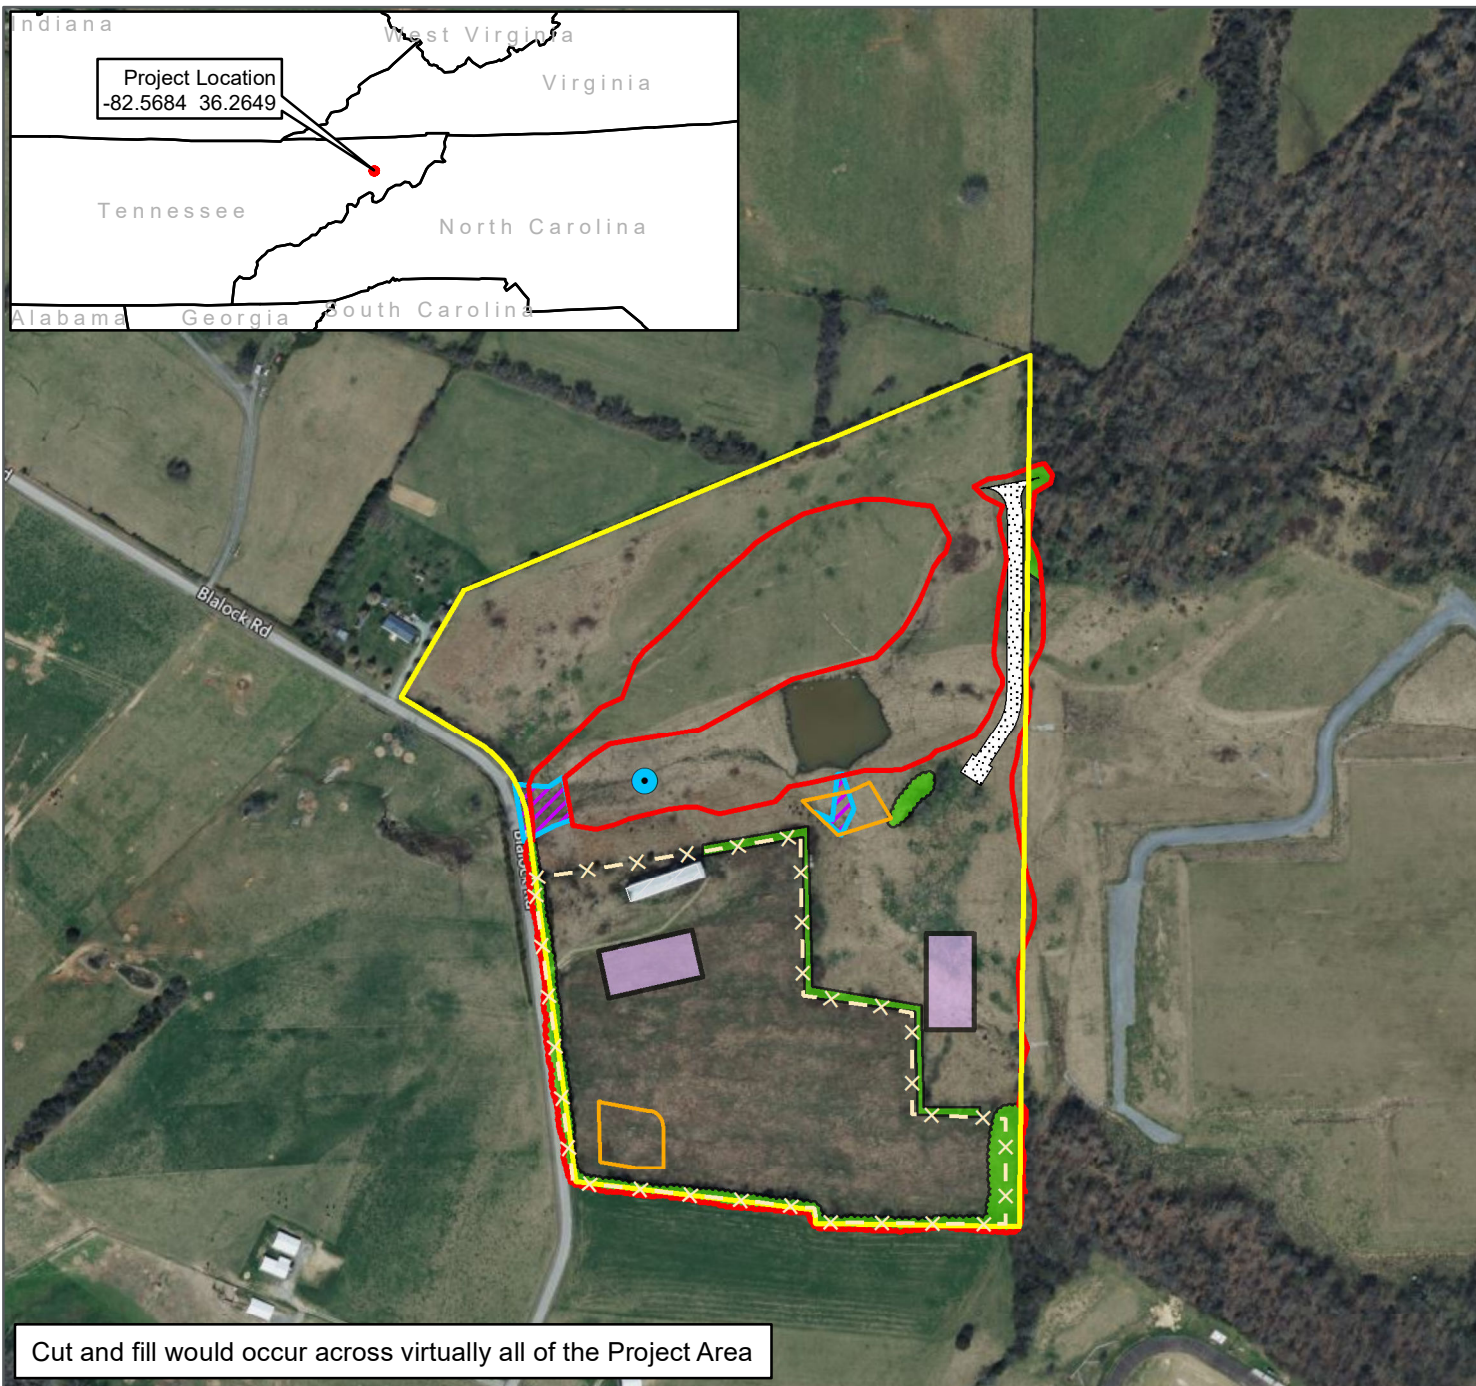 Indiana
West Virginia
Project Location
-82.5684 36.2649
Virginia
Tennessee
North Carolina
Alabama
Georgia
South Carolina
Blalock Rd
Cut and fill would occur across virtually all of the Project Area